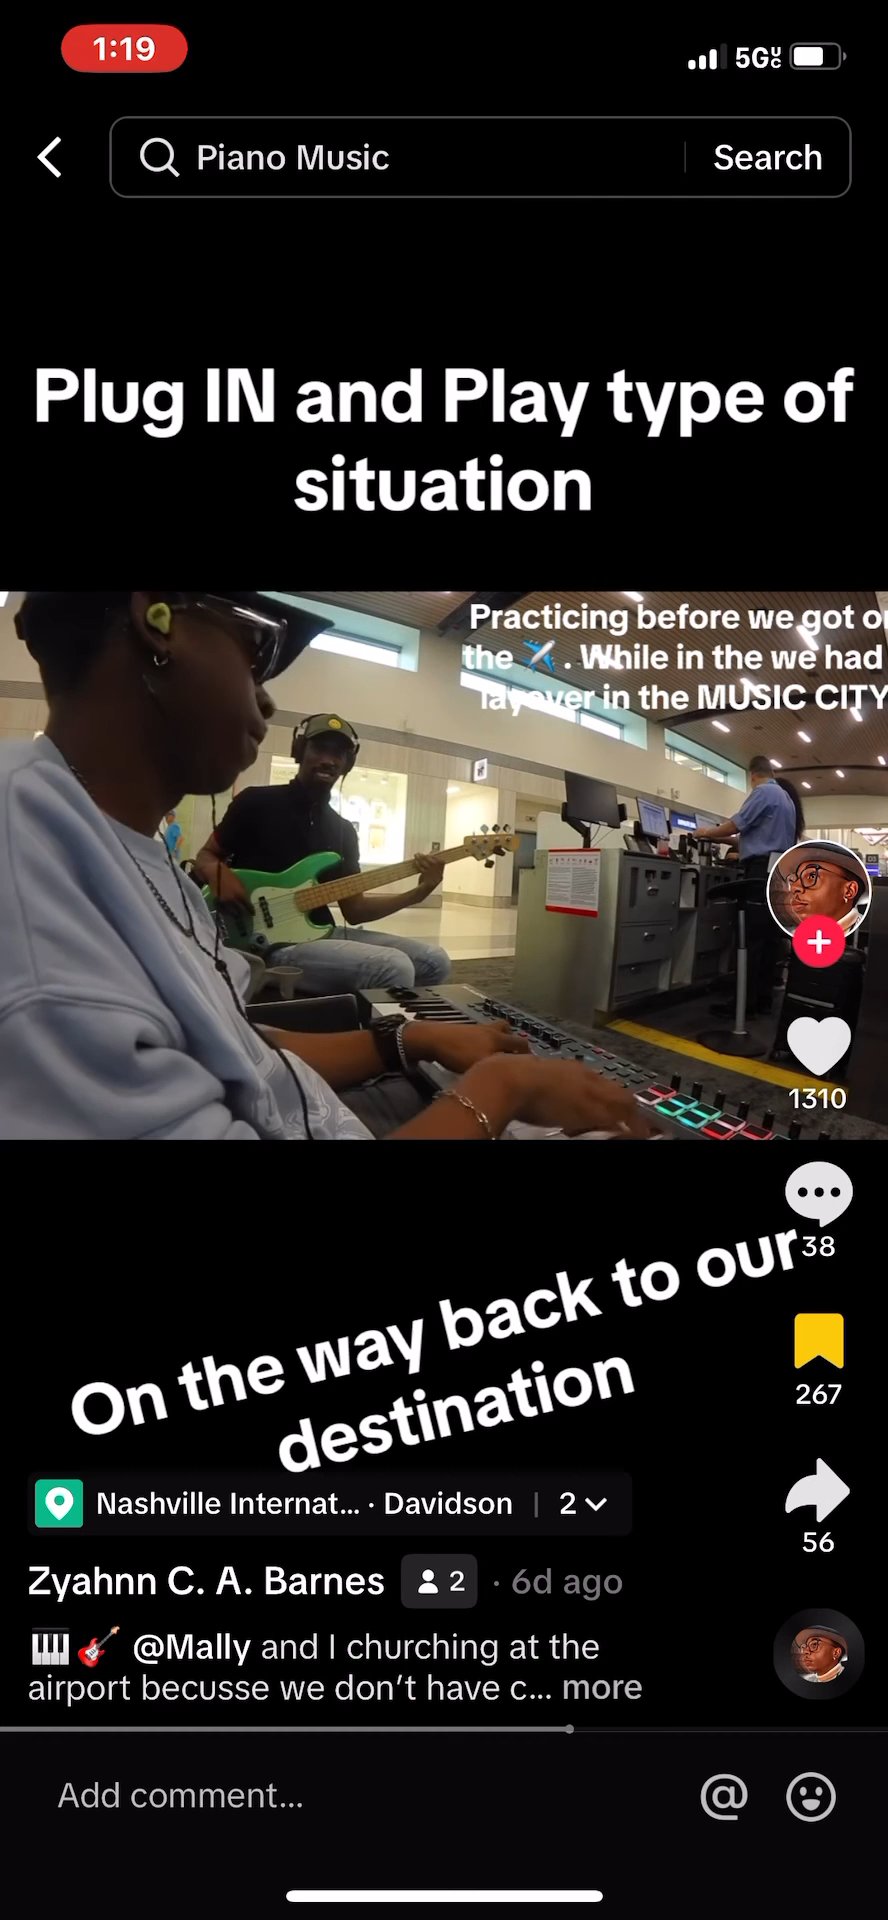 1:19
5G UC
Piano Music
Search
Plug IN and Play type of
situation
Practicing before we got o
the ✈️. While in the we had
layover in the MUSIC CITY
1310
38
On the way back to our
destination
267
Nashville Internat... · Davidson | 2
56
Zyahnn C. A. Barnes 2 · 6d ago
🎹🎸 @Mally and I churching at the
airport becusse we don’t have c... more
Add comment...
@